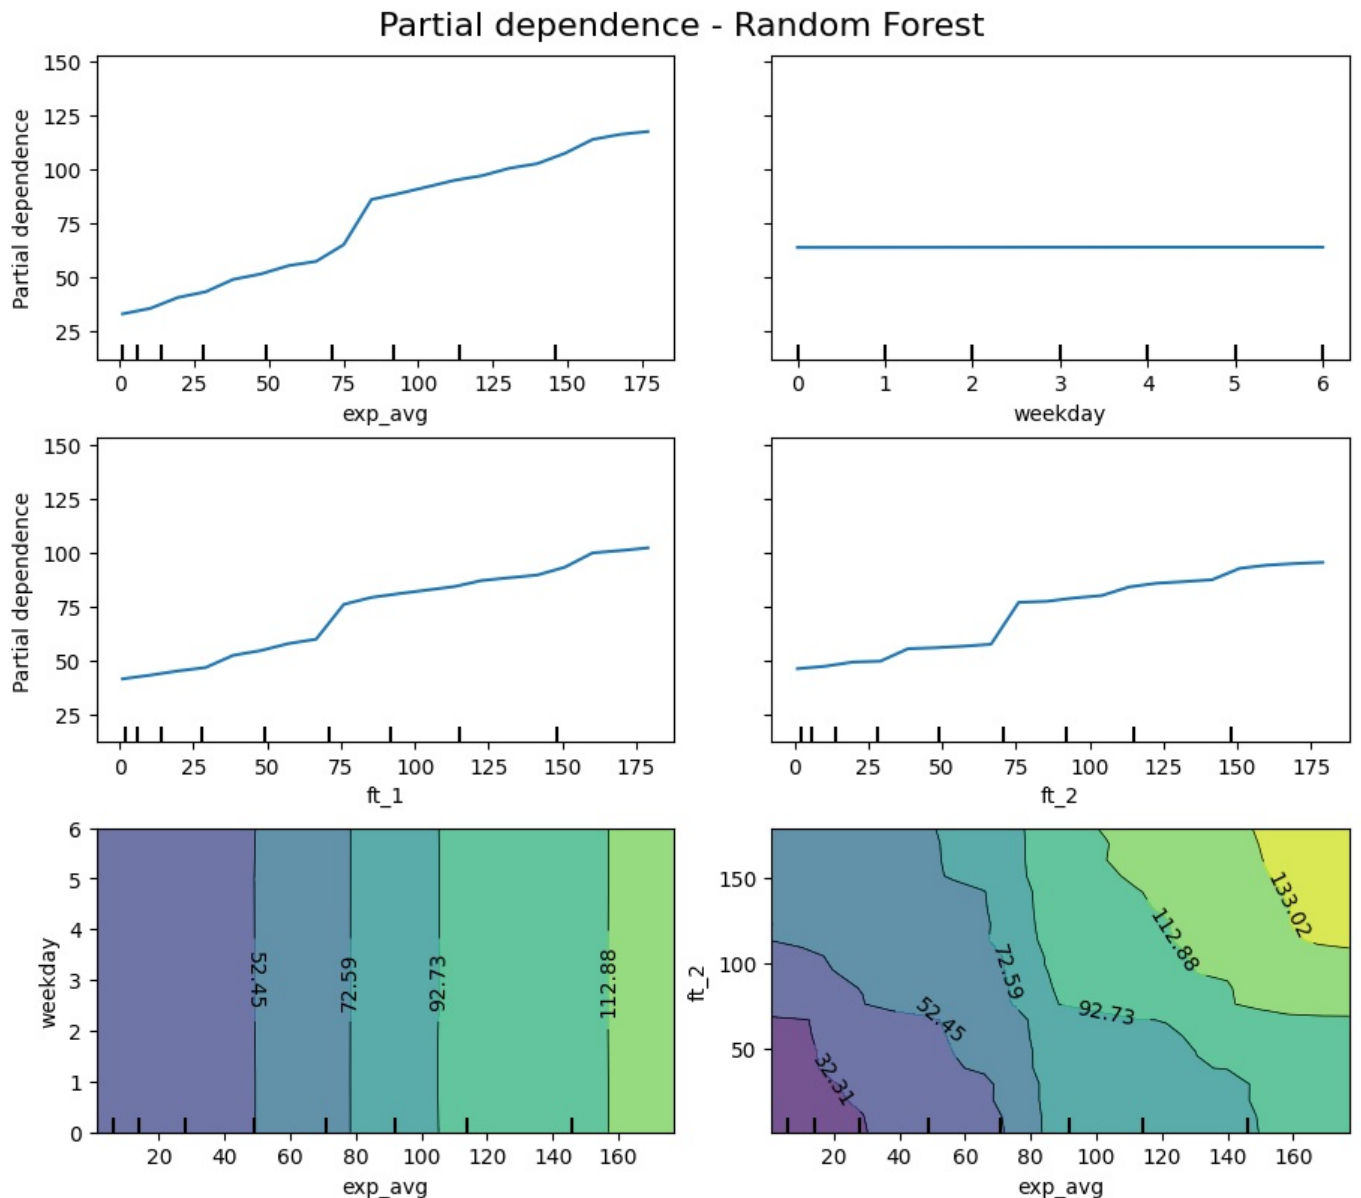 Partial dependence - Random Forest
150
125
100
75
50
25
Partial dependence
0 25 50 75 100 125 150 175
exp_avg
0 1 2 3 4 5 6
weekday
150
125
100
75
50
25
Partial dependence
0 25 50 75 100 125 150 175
ft_1
0 25 50 75 100 125 150 175
ft_2
6
5
4
3
2
1
0
weekday
52.45 72.59 92.73 112.88
20 40 60 80 100 120 140 160
exp_avg
150
100
50
ft_2
133.02
112.88
72.59
92.73
52.45
32.31
20 40 60 80 100 120 140 160
exp_avg